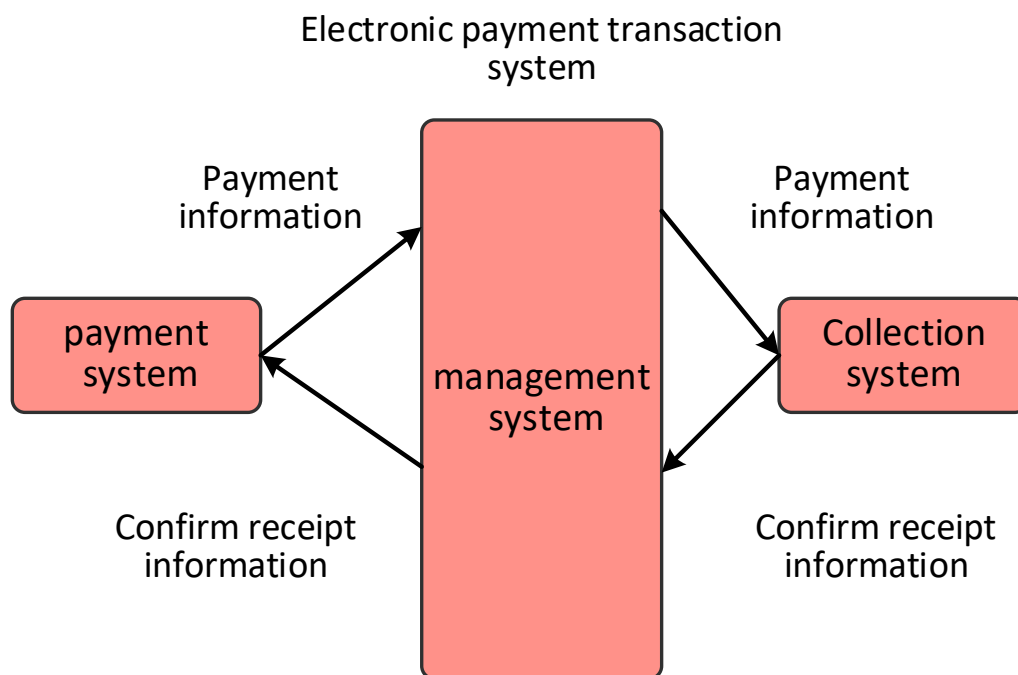 Electronic payment transaction
system
Payment
information
Payment
information
payment
system
management
system
Collection
system
Confirm receipt
information
Confirm receipt
information